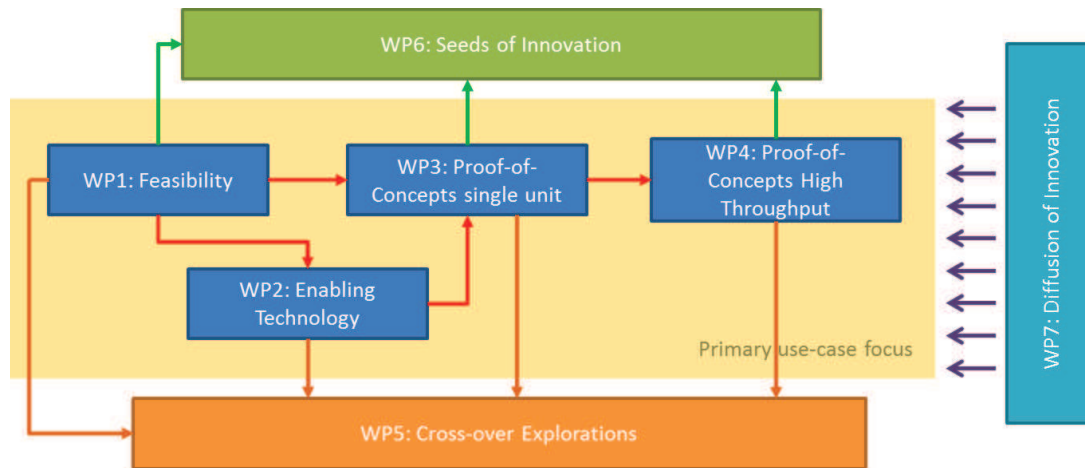 WP6: Seeds of Innovation
WP1: Feasibility
WP3: Proof-of-
Concepts single unit
WP4: Proof-of-
Concepts High
Throughput
WP2: Enabling
Technology
Primary use-case focus
WP5: Cross-over Explorations
WP7: Diffusion of Innovation